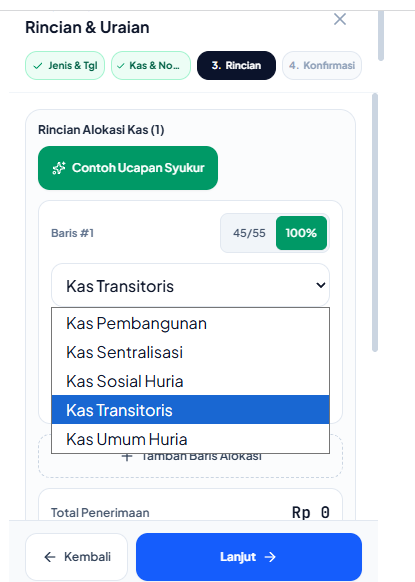 Rincian & Uraian
Jenis & Tgl
Kas & No...
3. Rincian
4. Konfirmasi
Rincian Alokasi Kas (1)
Contoh Ucapan Syukur
Baris #1
45/55
100%
Kas Transitoris
Kas Pembangunan
Kas Sentralisasi
Kas Sosial Huria
Kas Transitoris
Kas Umum Huria
+ Tambah Baris Alokasi
Total Penerimaan
Rp 0
← Kembali
Lanjut →